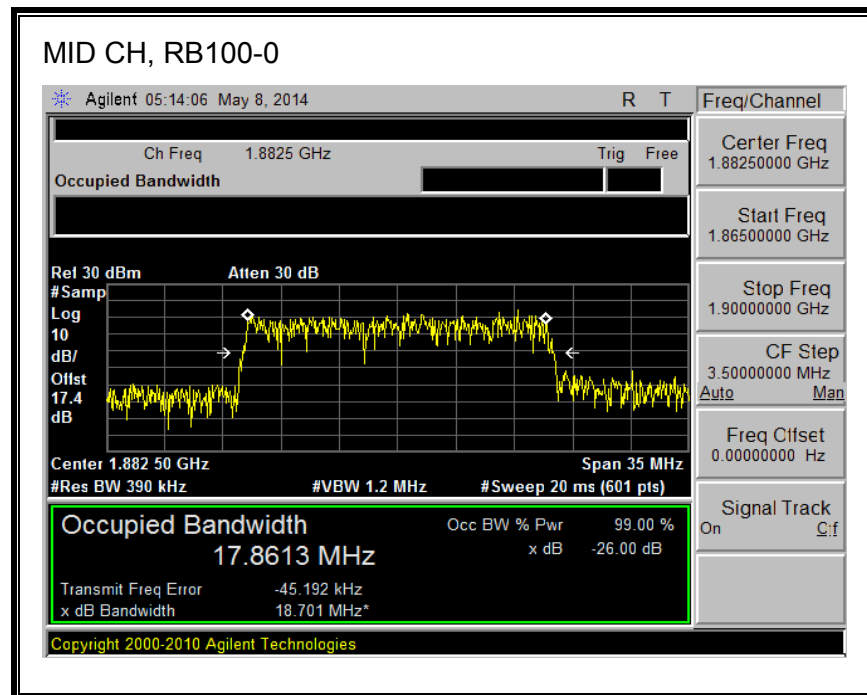 MID CH, RB100-0
Agilent 05:14:06 May 8, 2014 R T
Freq/Channel
Ch Freq 1.8825 GHz Trig Free
Occupied Bandwidth
Center Freq
1.88250000 GHz
Start Freq
1.86500000 GHz
Stop Freq
1.90000000 GHz
CF Step
3.50000000 MHz
Auto Man
Freq Offset
0.00000000 Hz
Signal Track
On Off
Ref 30 dBm Atten 30 dB
#Samp
Log
10
dB/
Offst
17.4
dB
Center 1.882 50 GHz Span 35 MHz
#Res BW 390 kHz #VBW 1.2 MHz #Sweep 20 ms (601 pts)
Occupied Bandwidth Occ BW % Pwr 99.00 %
17.8613 MHz x dB -26.00 dB
Transmit Freq Error -45.192 kHz
x dB Bandwidth 18.701 MHz*
Copyright 2000-2010 Agilent Technologies